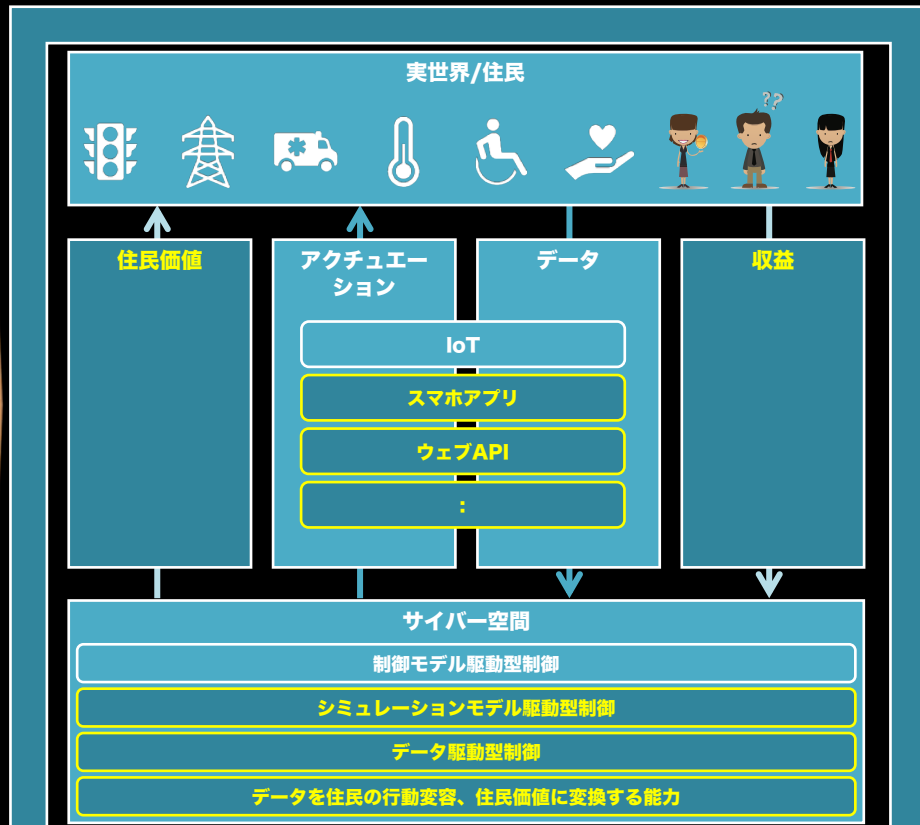 実世界/住民
??
住民価値
アクチュエー
ション
データ
収益
IoT
スマホアプリ
ウェブAPI
:
サイバー空間
制御モデル駆動型制御
シミュレーションモデル駆動型制御
データ駆動型制御
データを住民の行動変容、住民価値に変換する能力